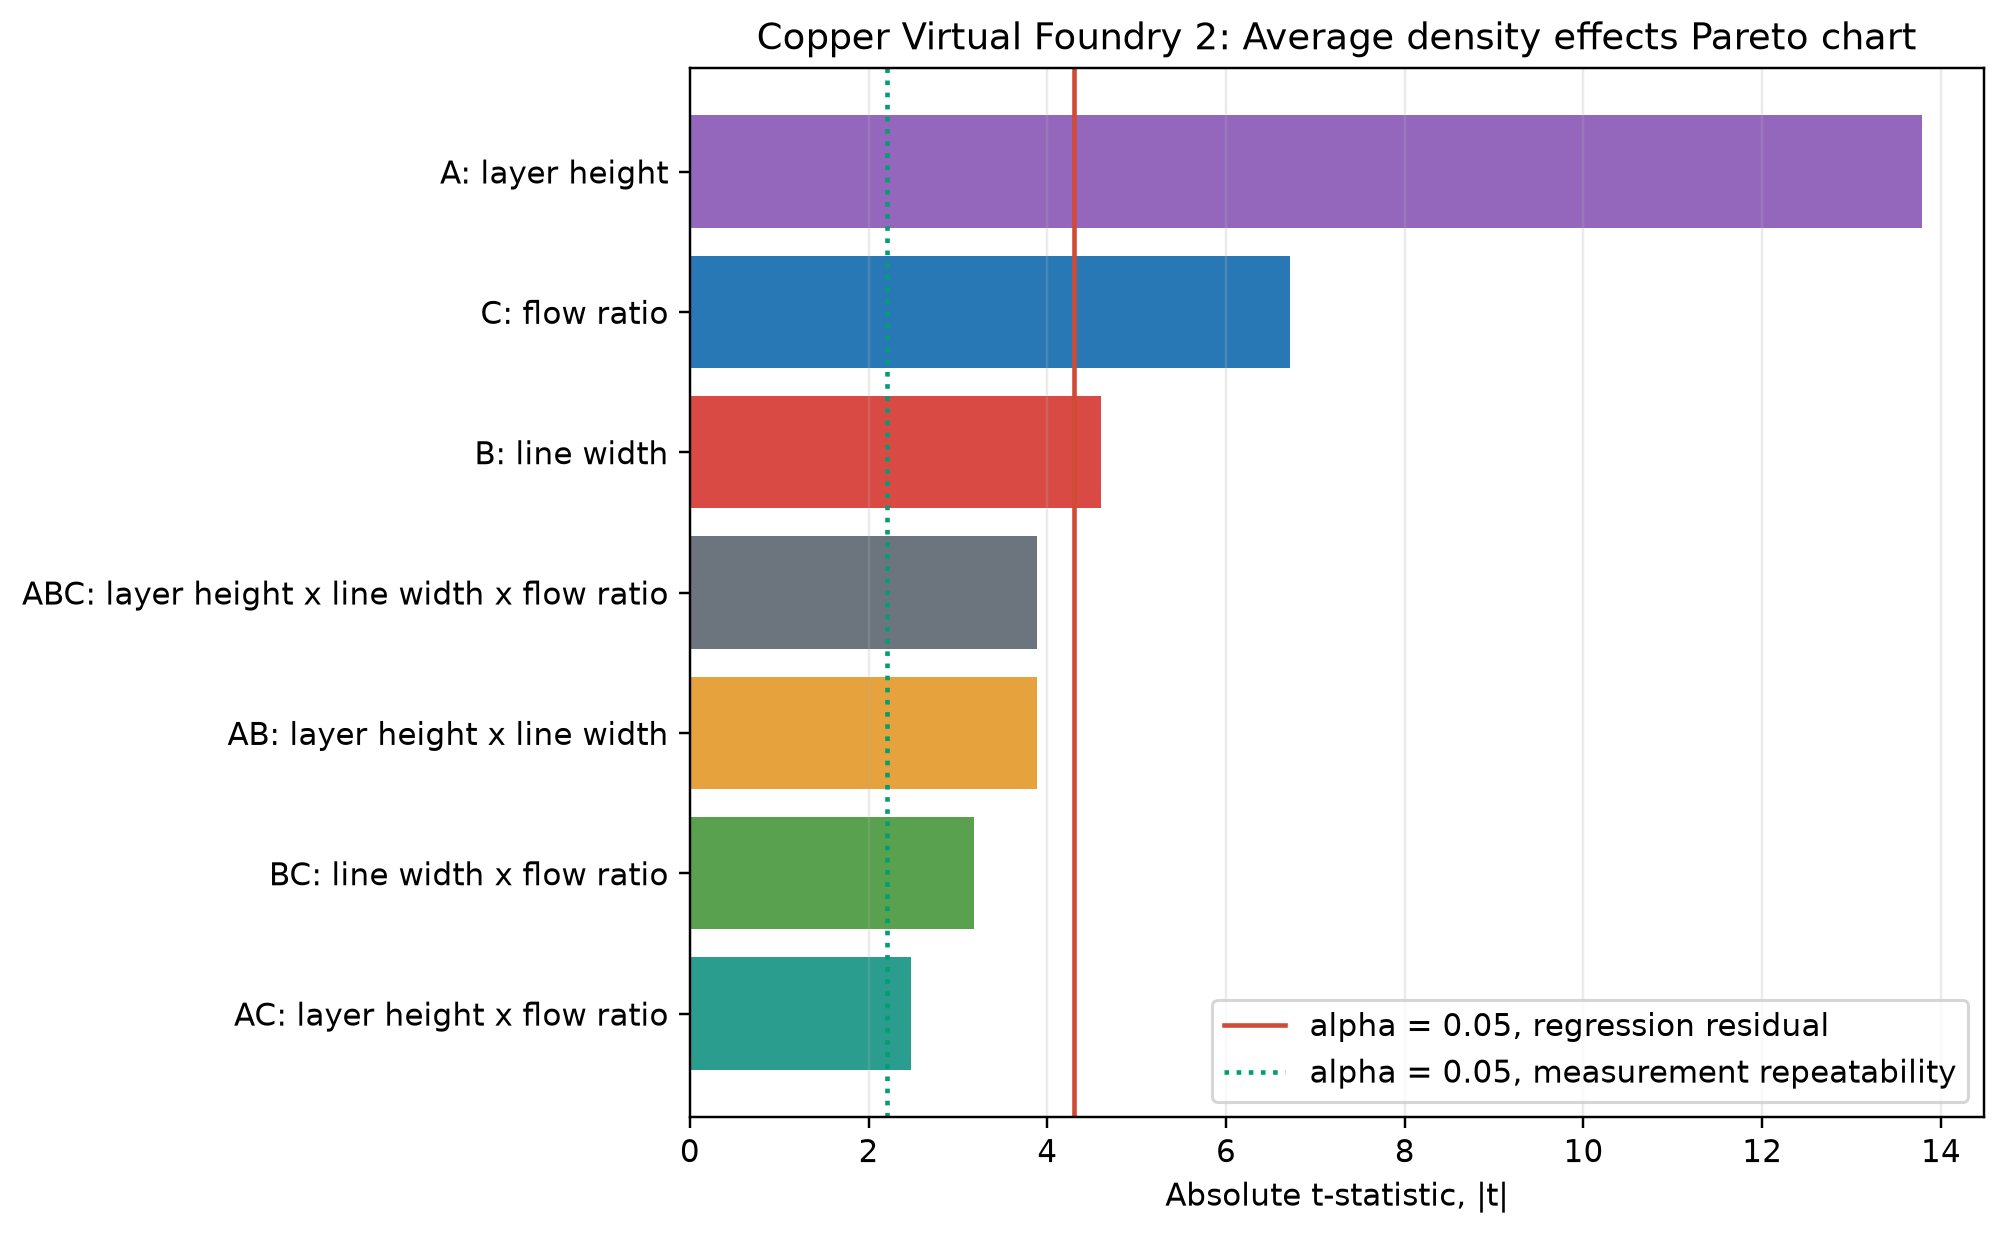 Copper Virtual Foundry 2: Average density effects Pareto chart
A: layer height
C: flow ratio
B: line width
ABC: layer height x line width x flow ratio
AB: layer height x line width
BC: line width x flow ratio
AC: layer height x flow ratio
alpha = 0.05, regression residual
alpha = 0.05, measurement repeatability
0 2 4 6 8 10 12 14
Absolute t-statistic, |t|